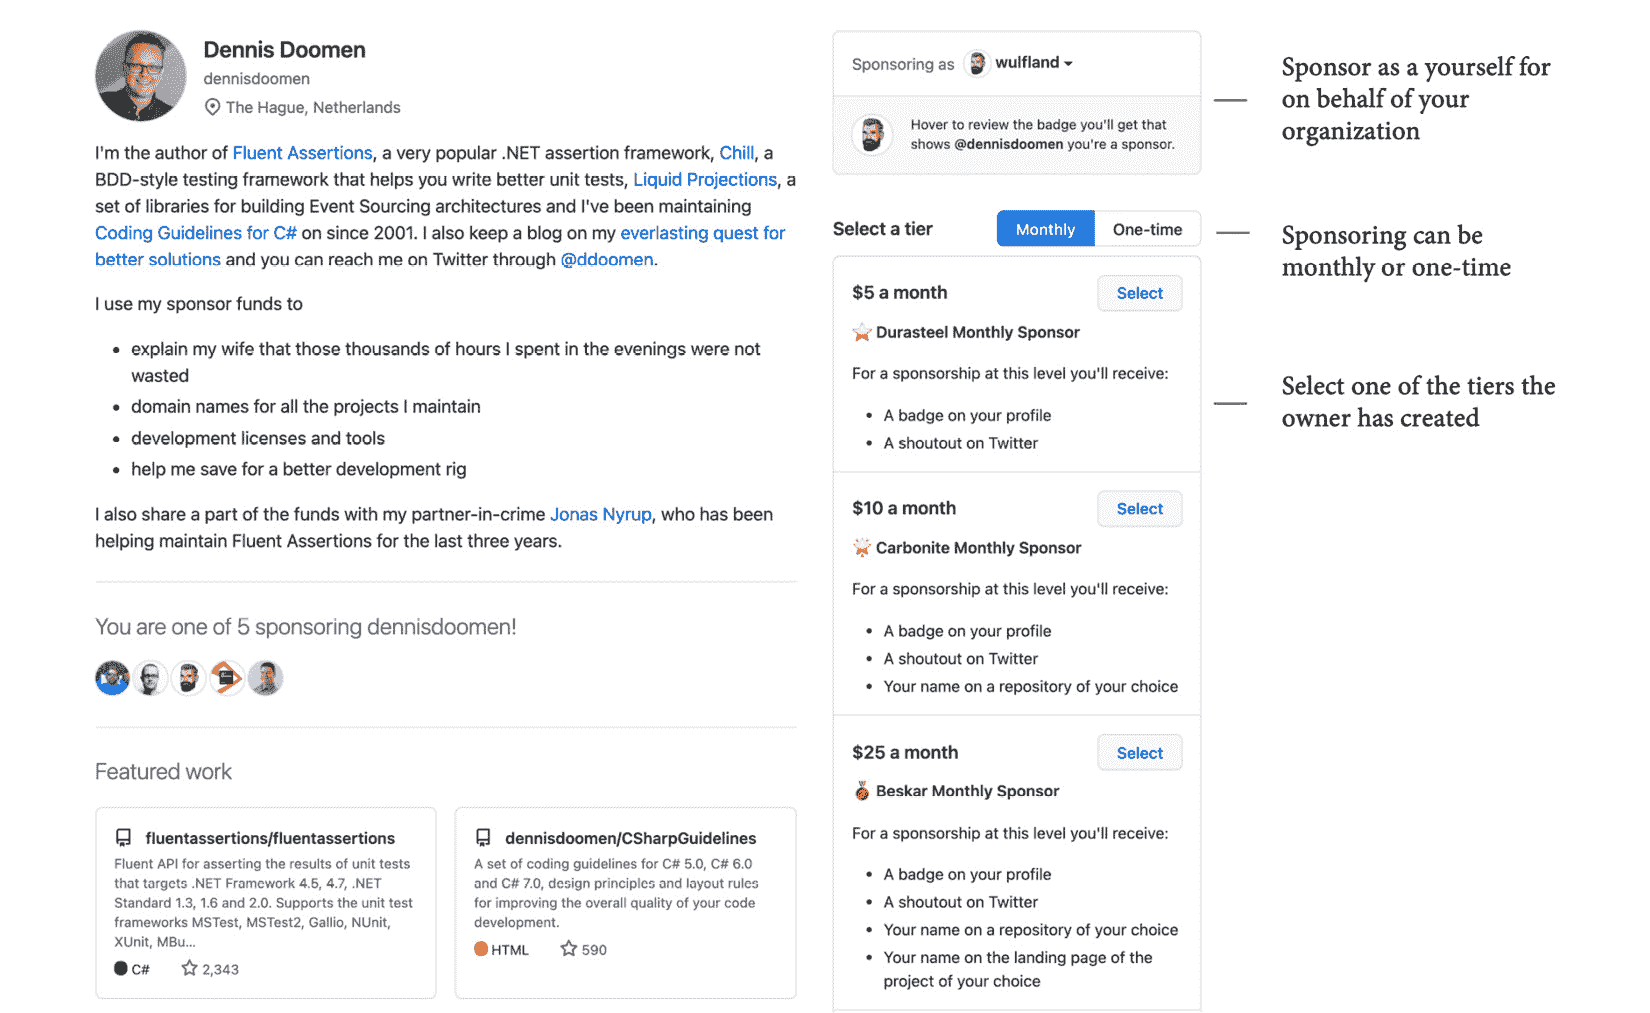 Dennis Doomen
dennisdoomen
The Hague, Netherlands
I'm the author of Fluent Assertions, a very popular .NET assertion framework, Chill, a
BDD-style testing framework that helps you write better unit tests, Liquid Projections, a
set of libraries for building Event Sourcing architectures and I've been maintaining
Coding Guidelines for C# on since 2001. I also keep a blog on my everlasting quest for
better solutions and you can reach me on Twitter through @ddoomen.
I use my sponsor funds to
• explain my wife that those thousands of hours I spent in the evenings were not
wasted
• domain names for all the projects I maintain
• development licenses and tools
• help me save for a better development rig
I also share a part of the funds with my partner-in-crime Jonas Nyrup, who has been
helping maintain Fluent Assertions for the last three years.
You are one of 5 sponsoring dennisdoomen!
Featured work
fluentassertions/fluentassertions
Fluent API for asserting the results of unit tests
that targets .NET Framework 4.5, 4.7, .NET
Standard 1.3, 1.6 and 2.0. Supports the unit test
frameworks MSTest, MSTest2, Gallio, NUnit,
XUnit, MBu...
C# 2,343
dennisdoomen/CSharpGuidelines
A set of coding guidelines for C# 5.0, C# 6.0
and C# 7.0, design principles and layout rules
for improving the overall quality of your code
development.
HTML 590
Sponsoring as wulfland
Hover to review the badge you'll get that
shows @dennisdoomen you're a sponsor.
Select a tier Monthly One-time
$5 a month Select
Durasteel Monthly Sponsor
For a sponsorship at this level you'll receive:
• A badge on your profile
• A shoutout on Twitter
$10 a month Select
Carbonite Monthly Sponsor
For a sponsorship at this level you'll receive:
• A badge on your profile
• A shoutout on Twitter
• Your name on a repository of your choice
$25 a month Select
Beskar Monthly Sponsor
For a sponsorship at this level you'll receive:
• A badge on your profile
• A shoutout on Twitter
• Your name on a repository of your choice
• Your name on the landing page of the
project of your choice
Sponsor as a yourself for
on behalf of your
organization
Sponsoring can be
monthly or one-time
Select one of the tiers the
owner has created